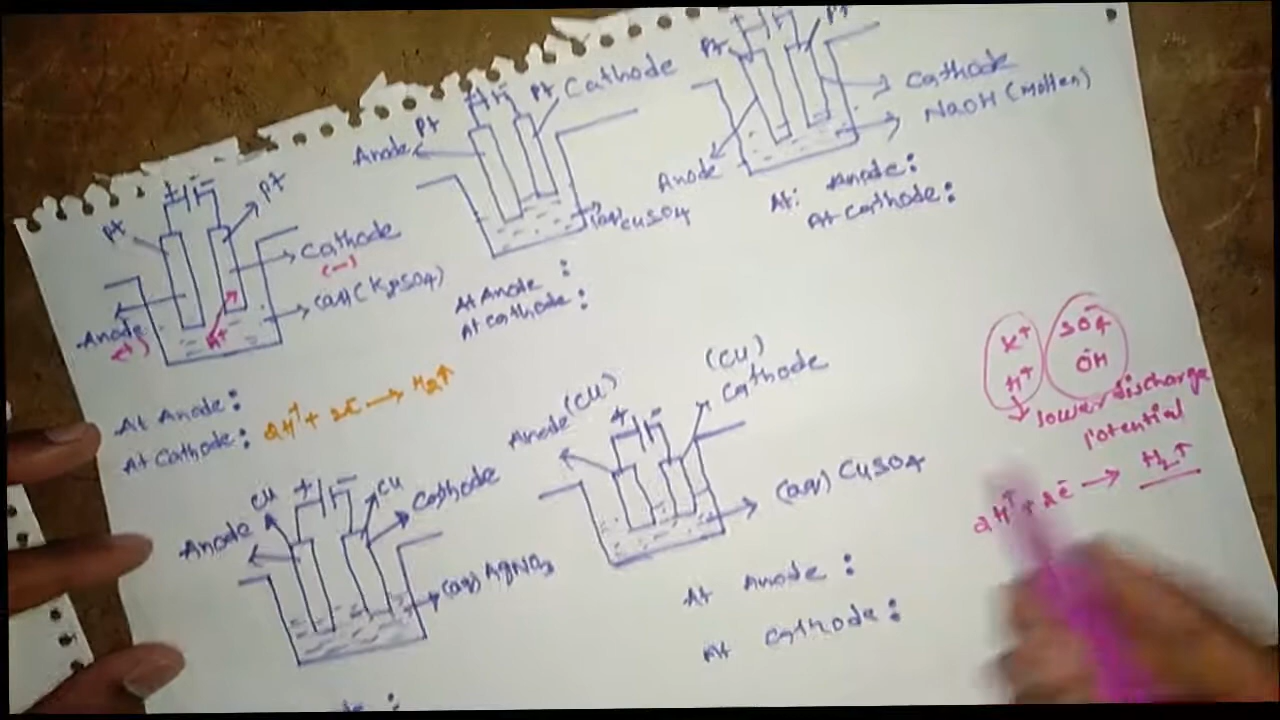 Pt
+ -
Pt
Cathode
(-)
(aq)(K₂SO4)
Anode
(+)
H+
At Anode:
At Cathode: 2H+ + 2e- → H2↑
Anode
Pt
+ -
Pt
Cathode
(aq)CuSO4
At Anode :
At cathode:
Pt
Pt
Cathode
NaOH (molten)
Anode
At: Anode:
At cathode:
Anode
Cu
+ -
Cu
Cathode
(aq) AgNO3
Anode (Cu)
+ -
(Cu)
Cathode
(aq) CuSO4
At Anode :
At Cathode:
K+ SO4-
H+ OH-
↓ lower discharge
potential
2H+ + 2e- → H2↑